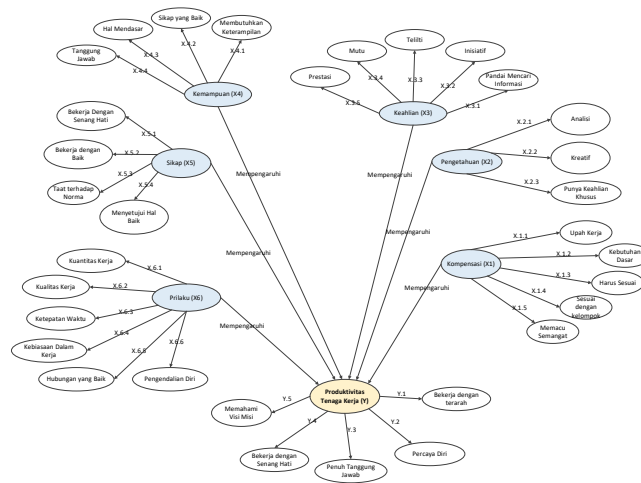 Sikap yang Baik
Membutuhkan
Keterampilan
Hal Mendasar
Tanggung
Jawab
X.4.1
X.4.2
X.4.3
X.4.4
Kemampuan (X4)
Telilti
Mutu
Inisiatif
Prestasi
Pandai Mencari
Informasi
X.3.5
X.3.4
X.3.3
X.3.2
X.3.1
Keahlian (X3)
Bekerja Dengan
Senang Hati
X.5.1
Bekerja dengan
Baik
X.5.2
Taat terhadap
Norma
X.5.3
X.5.4
Menyetujui Hal
Baik
Sikap (X5)
X.2.1
Analisi
X.2.2
Kreatif
X.2.3
Punya Keahlian
Khusus
Pengetahuan (X2)
Mempengaruhi
Mempengaruhi
Mempengaruhi
Mempengaruhi
Mempengaruhi
Mempengaruhi
Kuantitas Kerja
X.6.1
Kualitas Kerja
X.6.2
Ketepatan Waktu
X.6.3
Kebiasaan Dalam
Kerja
X.6.4
Hubungan yang Baik
X.6.5
Pengendalian Diri
X.6.6
Prilaku (X6)
X.1.1
Upah Kerja
X.1.2
Kebutuhan
Dasar
X.1.3
Harus Sesuai
X.1.4
Sesuai
dengan
kelompok
X.1.5
Memacu
Semangat
Kompensasi (X1)
Produktivitas
Tenaga Kerja (Y)
Y.1
Bekerja dengan
terarah
Y.2
Percaya Diri
Y.3
Penuh Tanggung
Jawab
Y.4
Bekerja dengan
Senang Hati
Y.5
Memahami
Visi Misi